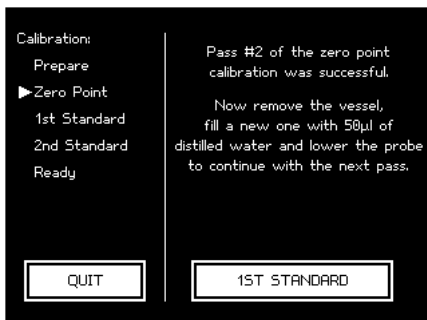 Calibration:
Prepare
▶Zero Point
1st Standard
2nd Standard
Ready
Pass #2 of the zero point
calibration was successful.
Now remove the vessel,
fill a new one with 50µl of
distilled water and lower the probe
to continue with the next pass.
QUIT
1ST STANDARD